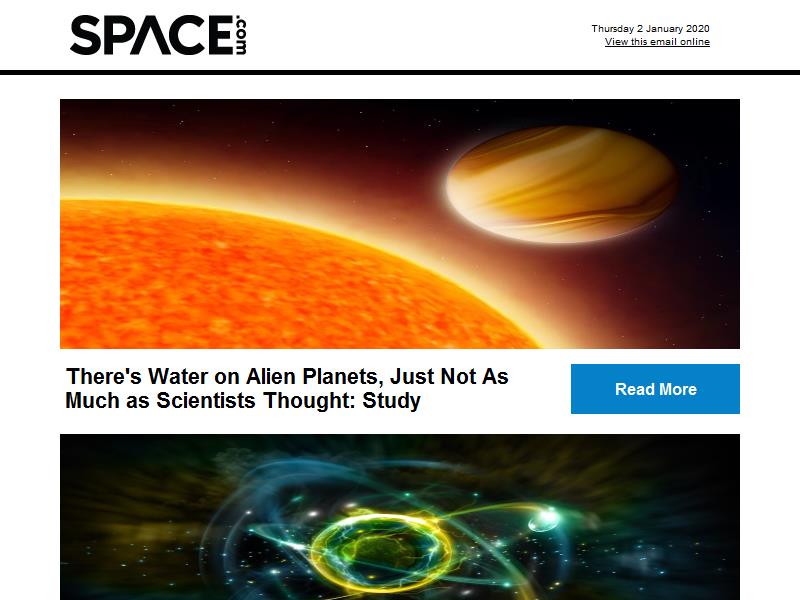 SPACE.com
Thursday 2 January 2020
View this email online
There's Water on Alien Planets, Just Not As
Much as Scientists Thought: Study
Read More